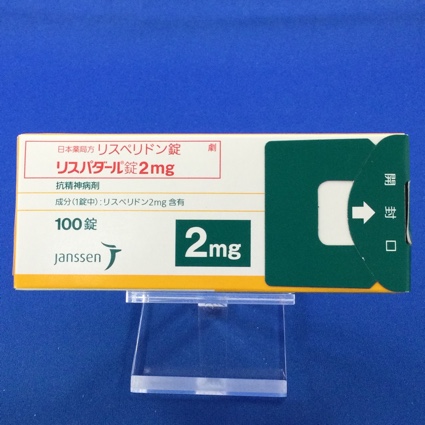 日本薬局方 リスペリドン錠 劇
リスパダール錠2mg
抗精神病剤
成分(1錠中):リスペリドン2mg含有
100錠
2mg
janssen
開封口